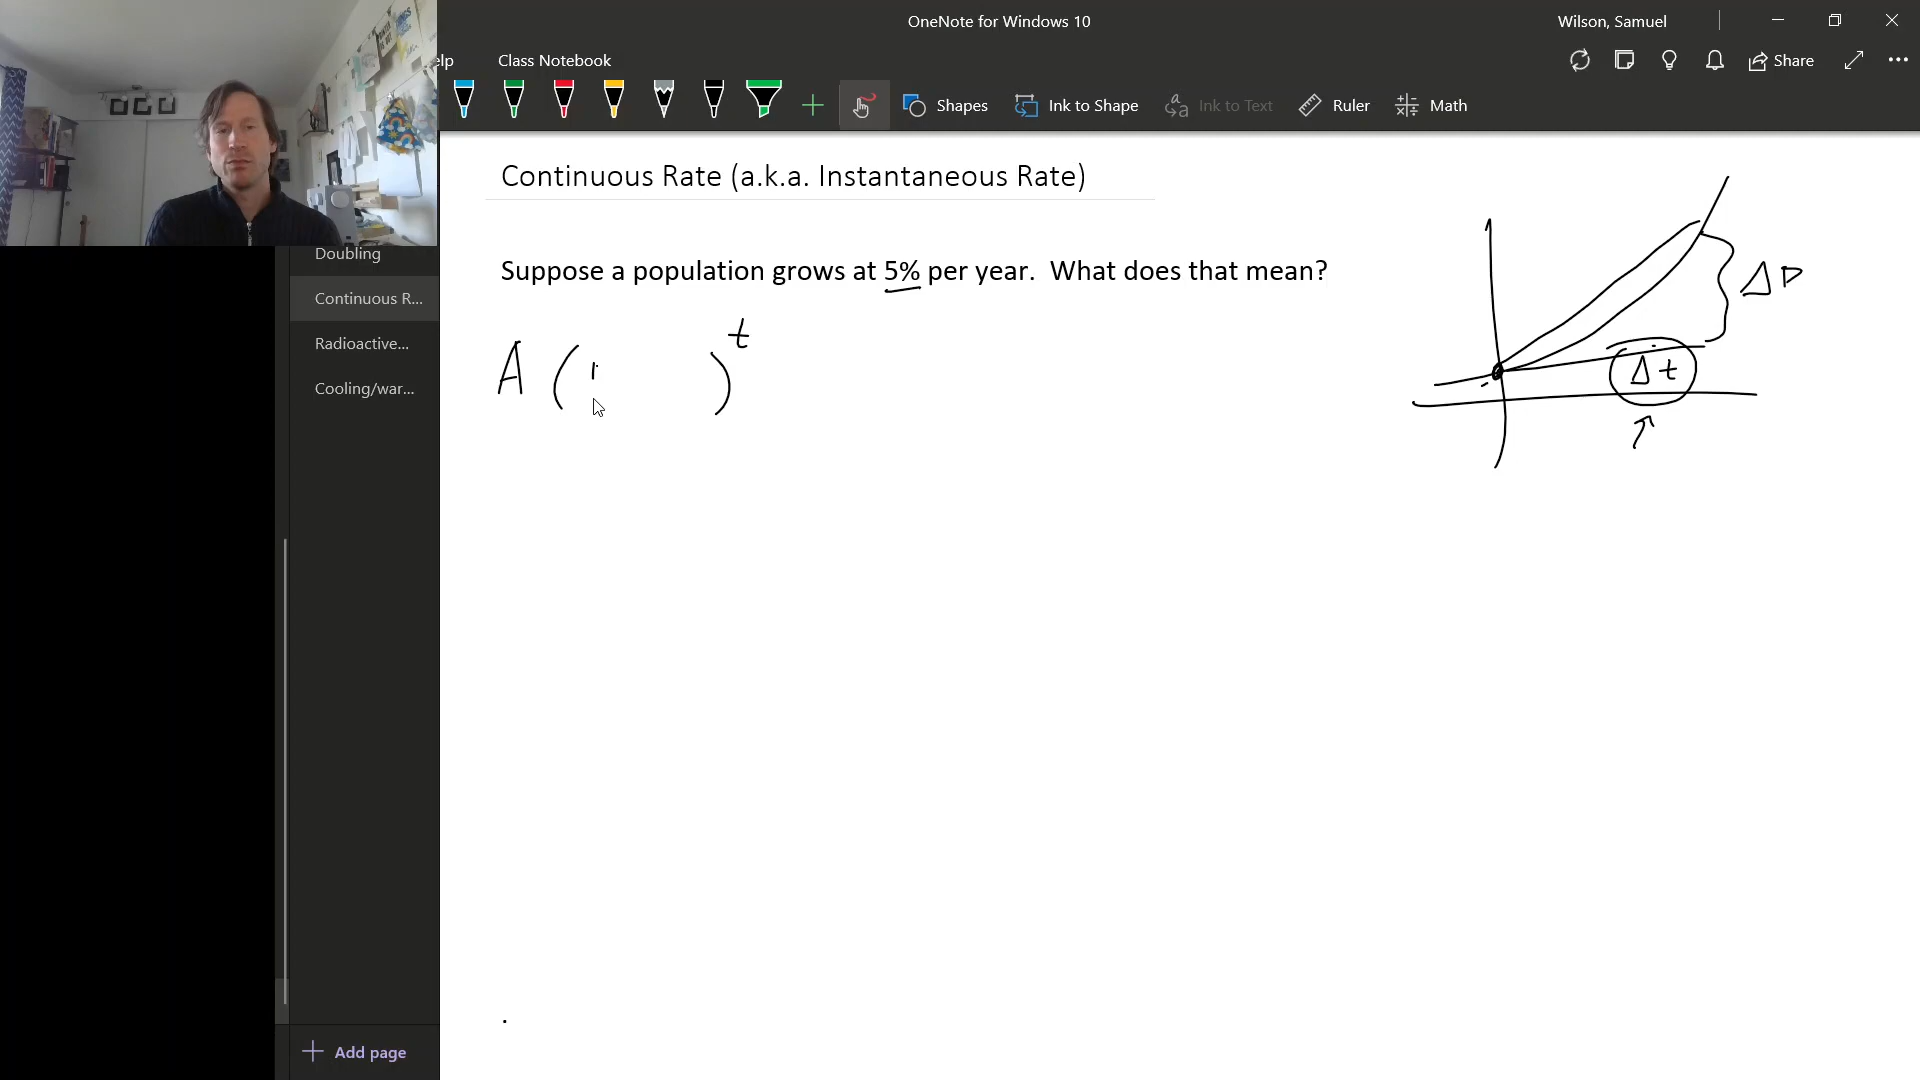 OneNote for Windows 10
Wilson, Samuel
elp
Class Notebook
Share
Shapes
Ink to Shape
Ink to Text
Ruler
Math
Continuous Rate (a.k.a. Instantaneous Rate)
Suppose a population grows at 5% per year. What does that mean?
A ( 1 )^t
ΔP
Δt
Doubling
Continuous R...
Radioactive...
Cooling/war...
Add page